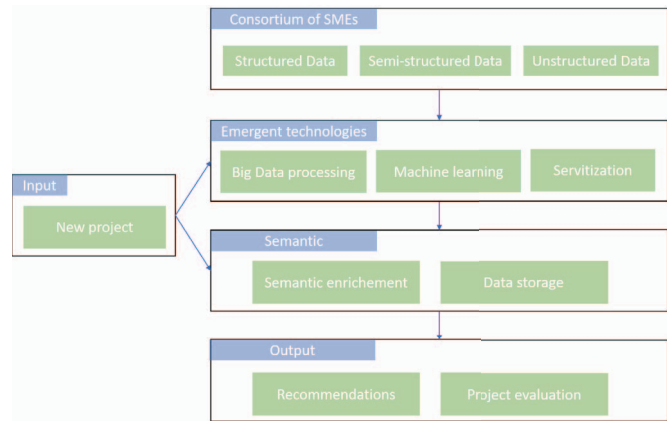 Consortium of SMEs
Structured Data
Semi-structured Data
Unstructured Data
Emergent technologies
Big Data processing
Machine learning
Servitization
Input
New project
Semantic
Semantic enrichement
Data storage
Output
Recommendations
Project evaluation